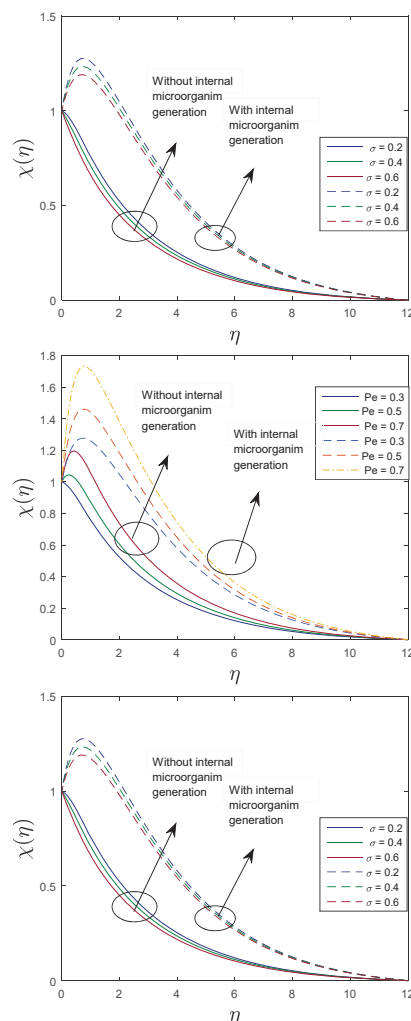 1.5
Without internal
microorganim
generation
With internal
microorganim
generation
1
σ = 0.2
σ = 0.4
σ = 0.6
σ = 0.2
σ = 0.4
σ = 0.6
χ(η)
0.5
0
0 2 4 6 8 10 12
η
1.8
1.6
1.4
1.2
1
0.8
0.6
0.4
0.2
0
Without internal
microorganim
generation
With internal
microorganim
generation
Pe = 0.3
Pe = 0.5
Pe = 0.7
Pe = 0.3
Pe = 0.5
Pe = 0.7
χ(η)
0 2 4 6 8 10 12
η
1.5
Without internal
microorganim
generation
With internal
microorganim
generation
1
σ = 0.2
σ = 0.4
σ = 0.6
σ = 0.2
σ = 0.4
σ = 0.6
χ(η)
0.5
0
0 2 4 6 8 10 12
η